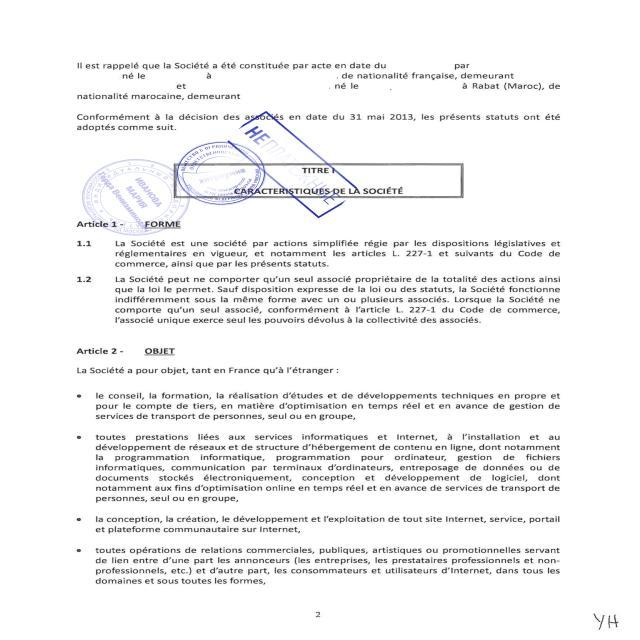 Il est rappelé que la Société a été constituée par acte en date du par
né le à . de nationalité française, demeurant
et . né le . à Rabat (Maroc), de
nationalité marocaine, demeurant
Conformément à la décision des associés en date du 31 mai 2013, les présents statuts ont été
adoptés comme suit.
TITRE I
CARACTERISTIQUES DE LA SOCIÉTÉ
ИВАНОВА
МАРИЯ
Article 1 - FORME
1.1 La Société est une société par actions simplifiée régie par les dispositions législatives et
réglementaires en vigueur, et notamment les articles L. 227-1 et suivants du Code de
commerce, ainsi que par les présents statuts.
1.2 La Société peut ne comporter qu'un seul associé propriétaire de la totalité des actions ainsi
que la loi le permet. Sauf disposition expresse de la loi ou des statuts, la Société fonctionne
indifféremment sous la même forme avec un ou plusieurs associés. Lorsque la Société ne
comporte qu'un seul associé, conformément à l'article L. 227-1 du Code de commerce,
l'associé unique exerce seul les pouvoirs dévolus à la collectivité des associés.
Article 2 - OBJET
La Société a pour objet, tant en France qu'à l'étranger :
• le conseil, la formation, la réalisation d'études et de développements techniques en propre et
pour le compte de tiers, en matière d'optimisation en temps réel et en avance de gestion de
services de transport de personnes, seul ou en groupe,
• toutes prestations liées aux services informatiques et Internet, à l'installation et au
développement de réseaux et de structure d'hébergement de contenu en ligne, dont notamment
la programmation informatique, programmation pour ordinateur, gestion de fichiers
informatiques, communication par terminaux d'ordinateurs, entreposage de données ou de
documents stockés électroniquement, conception et développement de logiciel, dont
notamment aux fins d'optimisation online en temps réel et en avance de services de transport de
personnes, seul ou en groupe,
• la conception, la création, le développement et l'exploitation de tout site Internet, service, portail
et plateforme communautaire sur Internet,
• toutes opérations de relations commerciales, publiques, artistiques ou promotionnelles servant
de lien entre d'une part les annonceurs (les entreprises, les prestataires professionnels et non-
professionnels, etc.) et d'autre part, les consommateurs et utilisateurs d'Internet, dans tous les
domaines et sous toutes les formes,
2
YH